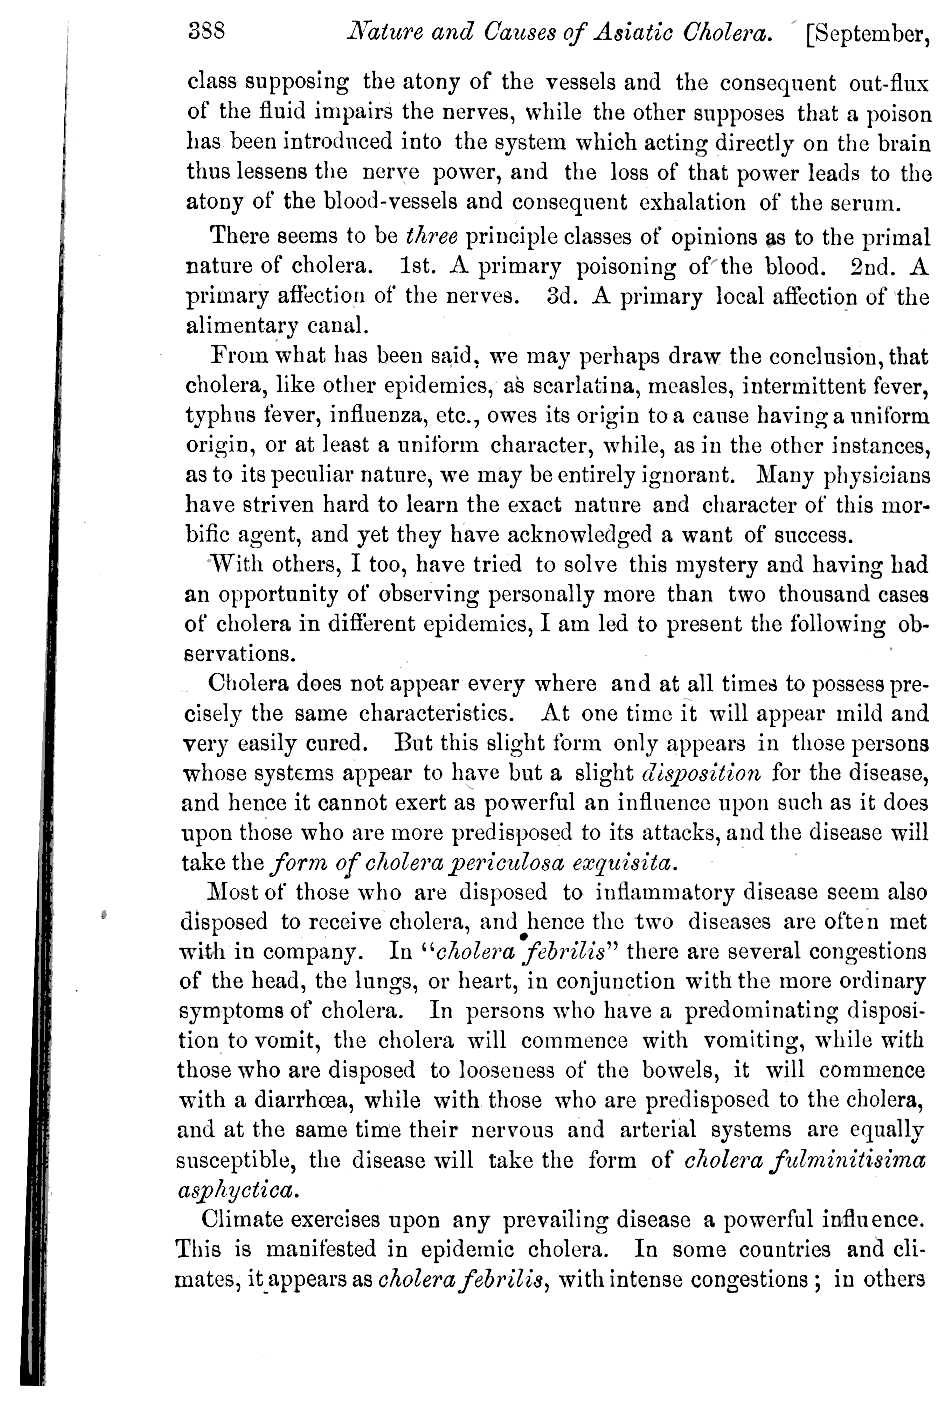 388 Nature and Causes of Asiatic Cholera. [September,
class supposing the atony of the vessels and the consequent out-flux
of the fluid impairs the nerves, while the other supposes that a poison
has been introduced into the system which acting directly on the brain
thus lessens the nerve power, and the loss of that power leads to the
atony of the blood-vessels and consequent exhalation of the serum.
There seems to be three principle classes of opinions as to the primal
nature of cholera. 1st. A primary poisoning of the blood. 2nd. A
primary affection of the nerves. 3d. A primary local affection of the
alimentary canal.
From what has been said, we may perhaps draw the conclusion, that
cholera, like other epidemics, as scarlatina, measles, intermittent fever,
typhus fever, influenza, etc., owes its origin to a cause having a uniform
origin, or at least a uniform character, while, as in the other instances,
as to its peculiar nature, we may be entirely ignorant. Many physicians
have striven hard to learn the exact nature and character of this mor-
bific agent, and yet they have acknowledged a want of success.
With others, I too, have tried to solve this mystery and having had
an opportunity of observing personally more than two thousand cases
of cholera in different epidemics, I am led to present the following ob-
servations.
Cholera does not appear every where and at all times to possess pre-
cisely the same characteristics. At one time it will appear mild and
very easily cured. But this slight form only appears in those persons
whose systems appear to have but a slight disposition for the disease,
and hence it cannot exert as powerful an influence upon such as it does
upon those who are more predisposed to its attacks, and the disease will
take the form of cholera periculosa exquisita.
Most of those who are disposed to inflammatory disease seem also
disposed to receive cholera, and hence the two diseases are often met
with in company. In "cholera febrilis" there are several congestions
of the head, the lungs, or heart, in conjunction with the more ordinary
symptoms of cholera. In persons who have a predominating disposi-
tion to vomit, the cholera will commence with vomiting, while with
those who are disposed to looseness of the bowels, it will commence
with a diarrhœa, while with those who are predisposed to the cholera,
and at the same time their nervous and arterial systems are equally
susceptible, the disease will take the form of cholera fulminitisima
asphyctica.
Climate exercises upon any prevailing disease a powerful influence.
This is manifested in epidemic cholera. In some countries and cli-
mates, it appears as cholera febrilis, with intense congestions; in others